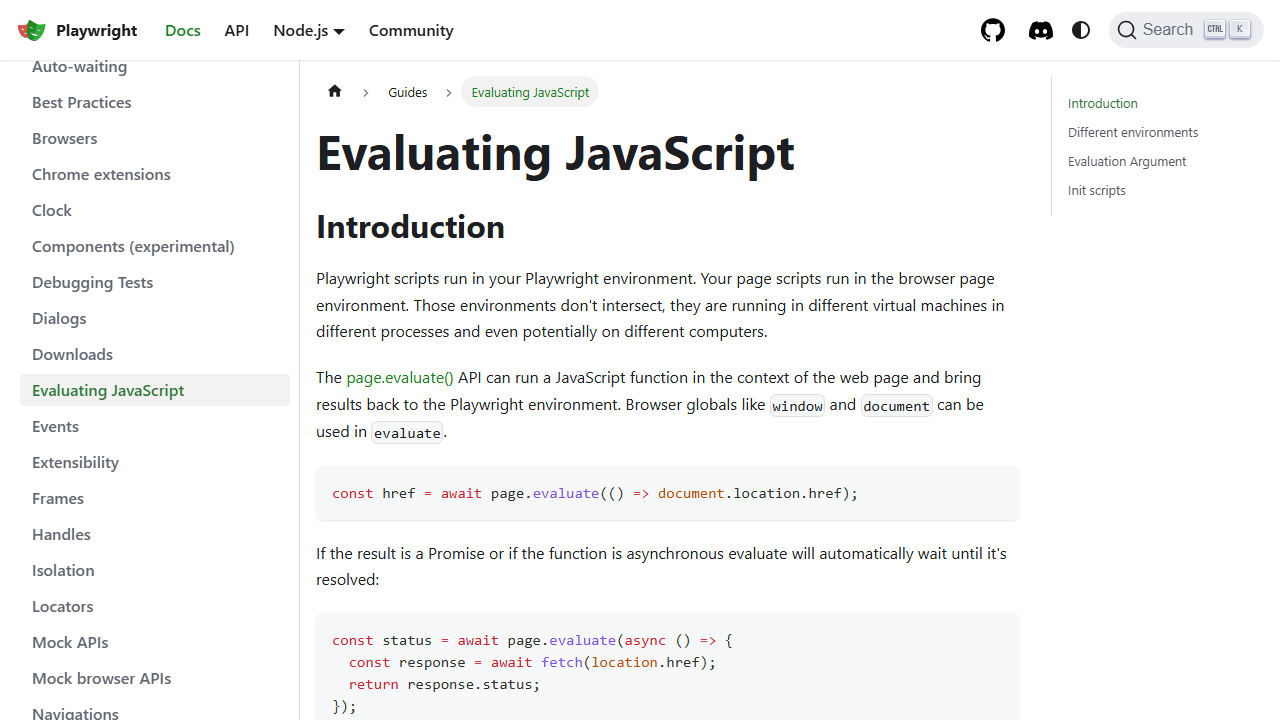 Playwright
Docs
API
Node.js
Community
Search
CTRL
K
Auto-waiting
Best Practices
Browsers
Chrome extensions
Clock
Components (experimental)
Debugging Tests
Dialogs
Downloads
Evaluating JavaScript
Events
Extensibility
Frames
Handles
Isolation
Locators
Mock APIs
Mock browser APIs
Navigations
Guides
Evaluating JavaScript
Evaluating JavaScript
Introduction
Playwright scripts run in your Playwright environment. Your page scripts run in the browser page
environment. Those environments don't intersect, they are running in different virtual machines in
different processes and even potentially on different computers.
The page.evaluate() API can run a JavaScript function in the context of the web page and bring
results back to the Playwright environment. Browser globals like window and document can be
used in evaluate.
const href = await page.evaluate(() => document.location.href);
If the result is a Promise or if the function is asynchronous evaluate will automatically wait until it's
resolved:
const status = await page.evaluate(async () => {
  const response = await fetch(location.href);
  return response.status;
});
Introduction
Different environments
Evaluation Argument
Init scripts